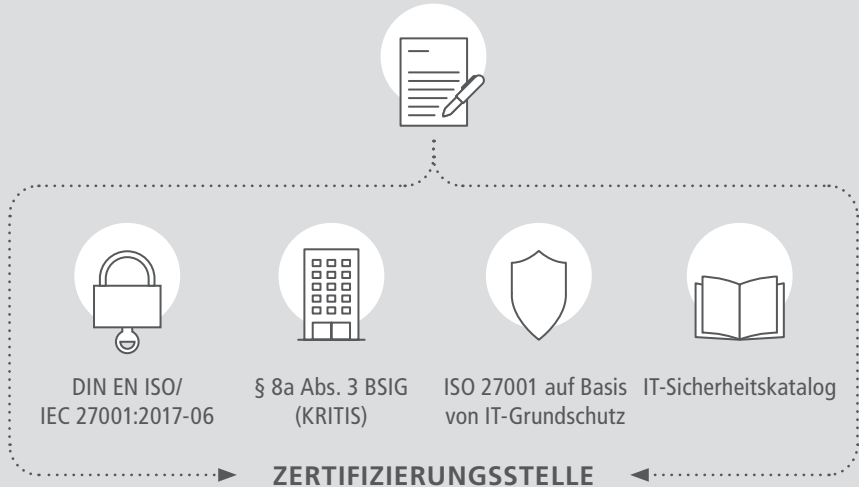 DIN EN ISO/
IEC 27001:2017-06
§ 8a Abs. 3 BSIG
(KRITIS)
ISO 27001 auf Basis
von IT-Grundschutz
IT-Sicherheitskatalog
ZERTIFIZIERUNGSSTELLE